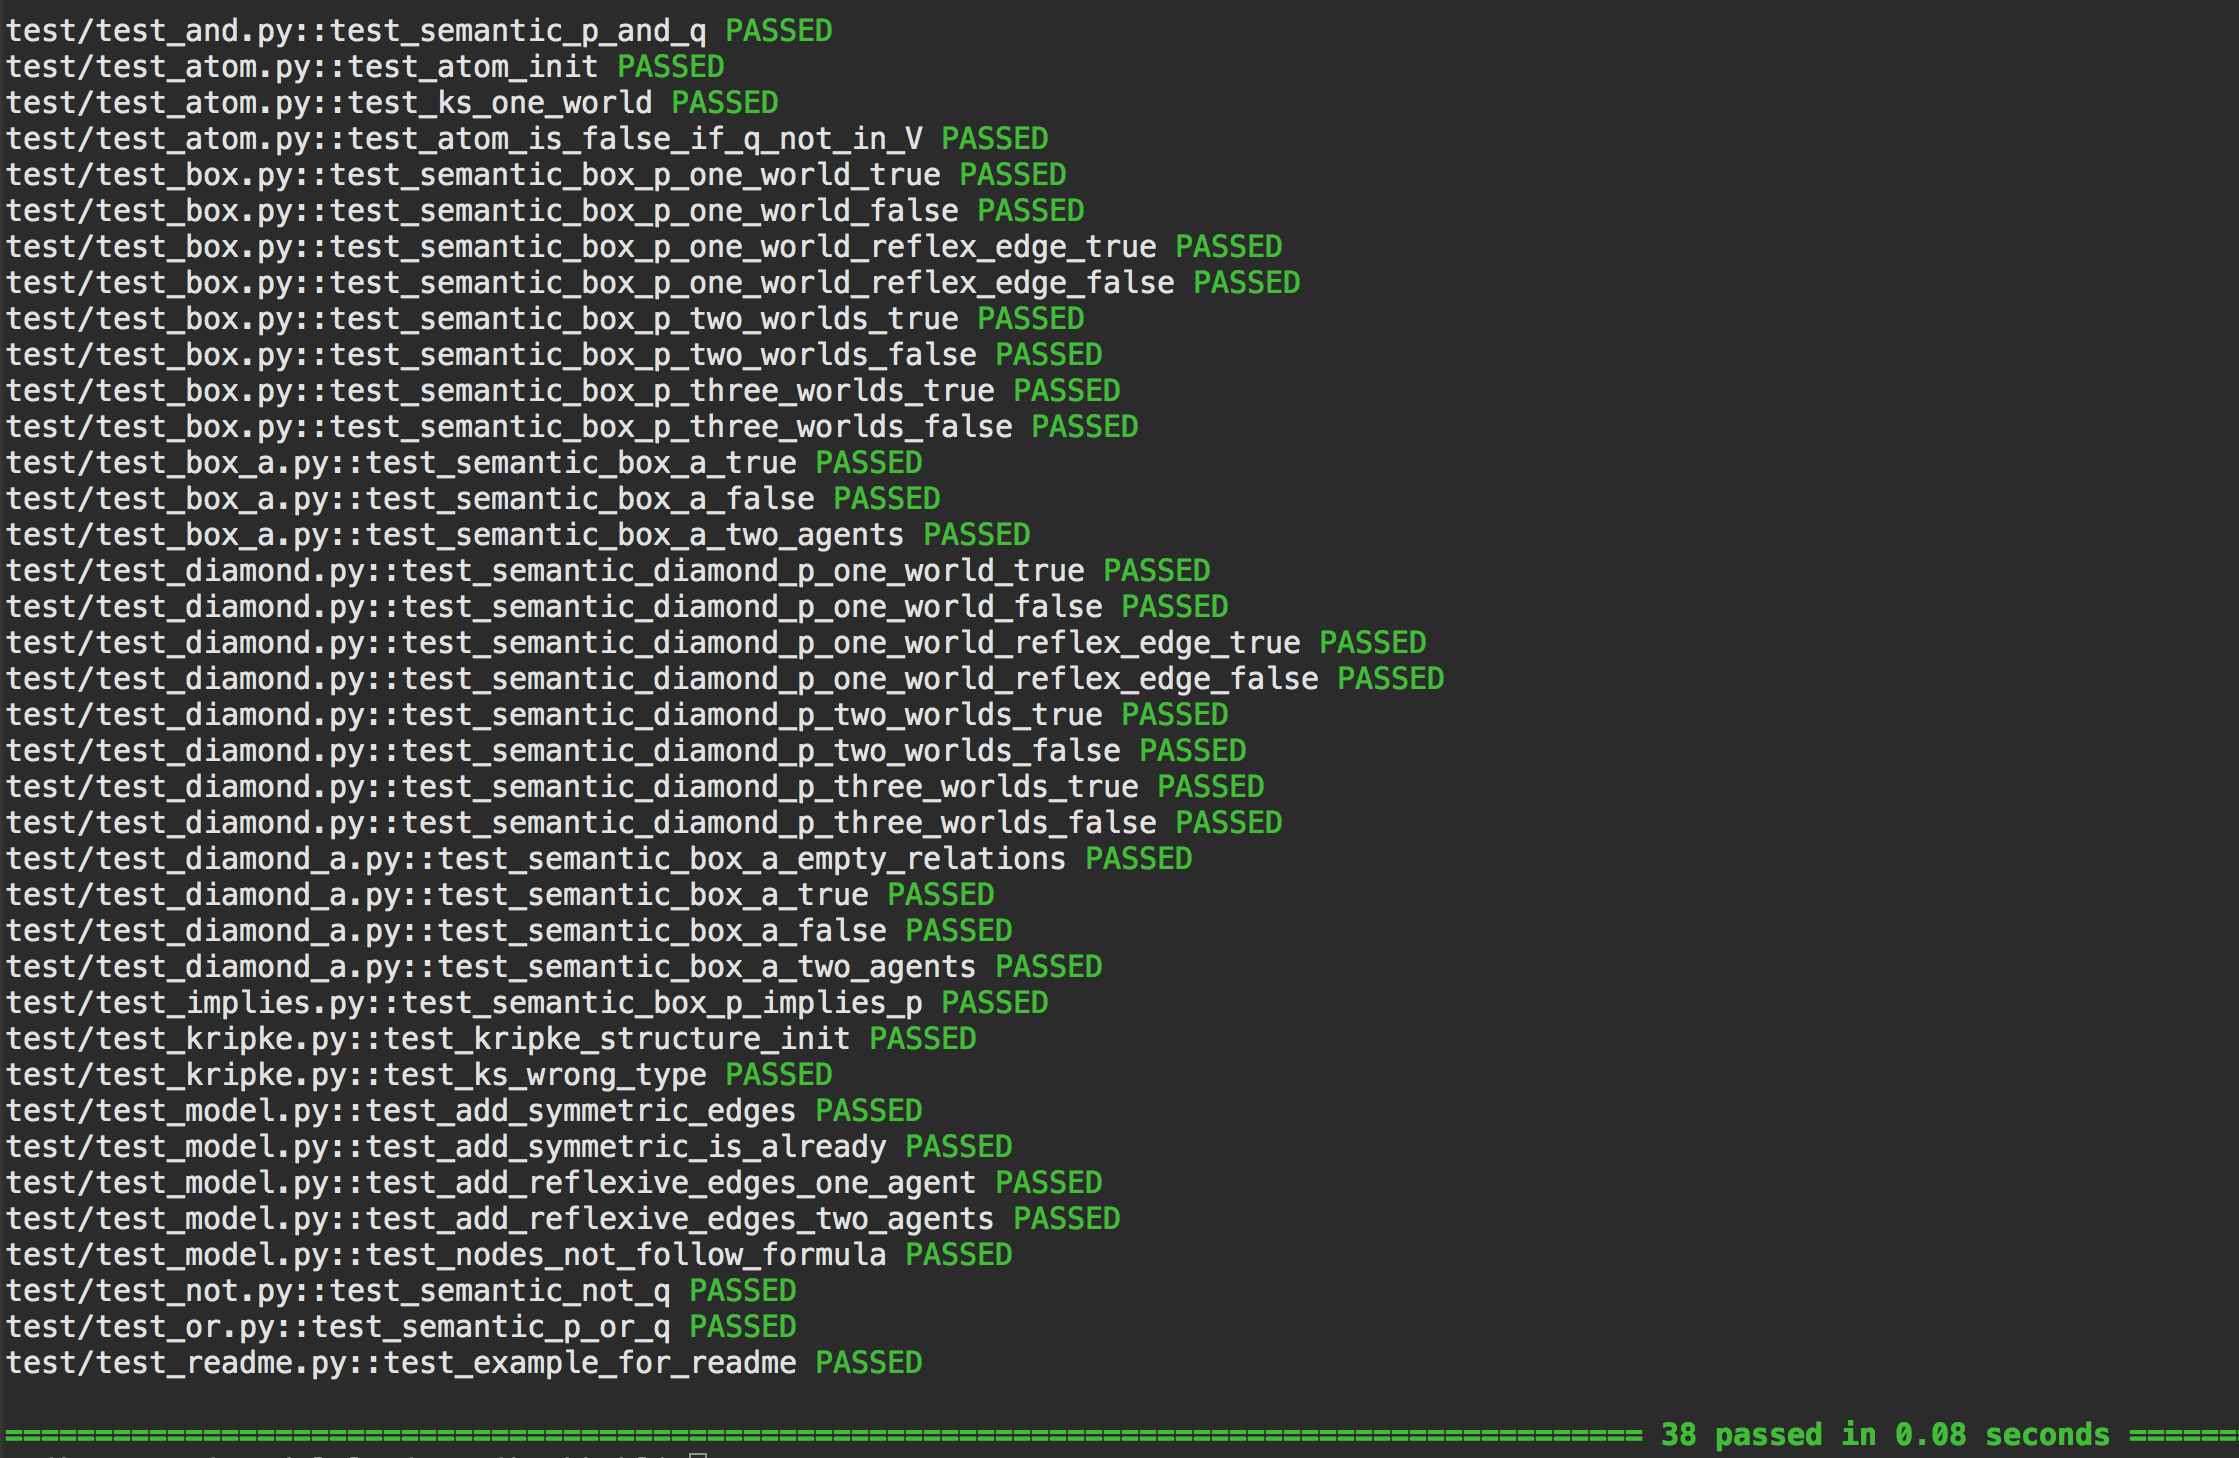 test/test_and.py::test_semantic_p_and_q PASSED
test/test_atom.py::test_atom_init PASSED
test/test_atom.py::test_ks_one_world PASSED
test/test_atom.py::test_atom_is_false_if_q_not_in_V PASSED
test/test_box.py::test_semantic_box_p_one_world_true PASSED
test/test_box.py::test_semantic_box_p_one_world_false PASSED
test/test_box.py::test_semantic_box_p_one_world_reflex_edge_true PASSED
test/test_box.py::test_semantic_box_p_one_world_reflex_edge_false PASSED
test/test_box.py::test_semantic_box_p_two_worlds_true PASSED
test/test_box.py::test_semantic_box_p_two_worlds_false PASSED
test/test_box.py::test_semantic_box_p_three_worlds_true PASSED
test/test_box.py::test_semantic_box_p_three_worlds_false PASSED
test/test_box_a.py::test_semantic_box_a_true PASSED
test/test_box_a.py::test_semantic_box_a_false PASSED
test/test_box_a.py::test_semantic_box_a_two_agents PASSED
test/test_diamond.py::test_semantic_diamond_p_one_world_true PASSED
test/test_diamond.py::test_semantic_diamond_p_one_world_false PASSED
test/test_diamond.py::test_semantic_diamond_p_one_world_reflex_edge_true PASSED
test/test_diamond.py::test_semantic_diamond_p_one_world_reflex_edge_false PASSED
test/test_diamond.py::test_semantic_diamond_p_two_worlds_true PASSED
test/test_diamond.py::test_semantic_diamond_p_two_worlds_false PASSED
test/test_diamond.py::test_semantic_diamond_p_three_worlds_true PASSED
test/test_diamond.py::test_semantic_diamond_p_three_worlds_false PASSED
test/test_diamond_a.py::test_semantic_box_a_empty_relations PASSED
test/test_diamond_a.py::test_semantic_box_a_true PASSED
test/test_diamond_a.py::test_semantic_box_a_false PASSED
test/test_diamond_a.py::test_semantic_box_a_two_agents PASSED
test/test_implies.py::test_semantic_box_p_implies_p PASSED
test/test_kripke.py::test_kripke_structure_init PASSED
test/test_kripke.py::test_ks_wrong_type PASSED
test/test_model.py::test_add_symmetric_edges PASSED
test/test_model.py::test_add_symmetric_is_already PASSED
test/test_model.py::test_add_reflexive_edges_one_agent PASSED
test/test_model.py::test_add_reflexive_edges_two_agents PASSED
test/test_model.py::test_nodes_not_follow_formula PASSED
test/test_not.py::test_semantic_not_q PASSED
test/test_or.py::test_semantic_p_or_q PASSED
test/test_readme.py::test_example_for_readme PASSED
=========================================================================================== 38 passed in 0.08 seconds ======